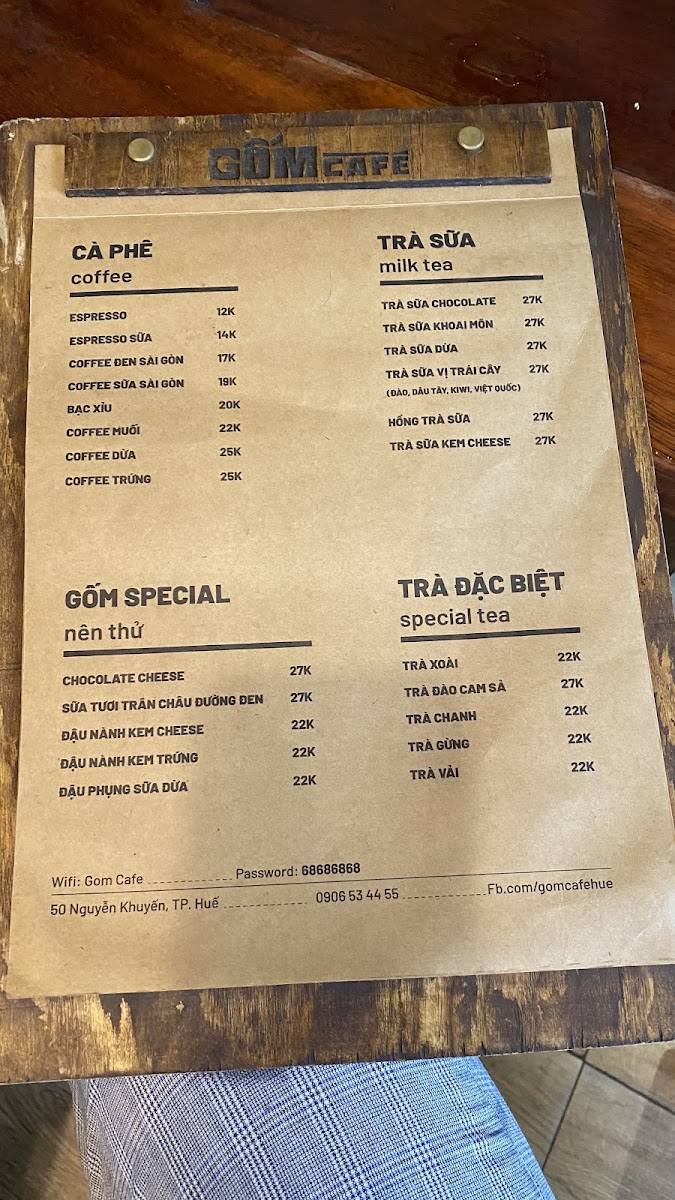 GỐM CAFÉ
CÀ PHÊ
coffee
ESPRESSO 12K
ESPRESSO SỮA 14K
COFFEE ĐEN SÀI GÒN 17K
COFFEE SỮA SÀI GÒN 19K
BẠC XỈU 20K
COFFEE MUỐI 22K
COFFEE DỪA 25K
COFFEE TRỨNG 25K
TRÀ SỮA
milk tea
TRÀ SỮA CHOCOLATE 27K
TRÀ SỮA KHOAI MÔN 27K
TRÀ SỮA DỪA 27K
TRÀ SỮA VỊ TRÁI CÂY 27K
(ĐÀO, DÂU TÂY, KIWI, VIỆT QUỐC)
HỒNG TRÀ SỮA 27K
TRÀ SỮA KEM CHEESE 27K
GỐM SPECIAL
nên thử
CHOCOLATE CHEESE 27K
SỮA TƯƠI TRÂN CHÂU ĐƯỜNG ĐEN 27K
ĐẬU NÀNH KEM CHEESE 22K
ĐẬU NÀNH KEM TRỨNG 22K
ĐẬU PHỤNG SỮA DỪA 22K
TRÀ ĐẶC BIỆT
special tea
TRÀ XOÀI 22K
TRÀ ĐÀO CAM SẢ 27K
TRÀ CHANH 22K
TRÀ GỪNG 22K
TRÀ VẢI 22K
Wifi: Gom Cafe Password: 68686868
50 Nguyễn Khuyến, TP. Huế 0906 53 44 55 Fb.com/gomcafehue